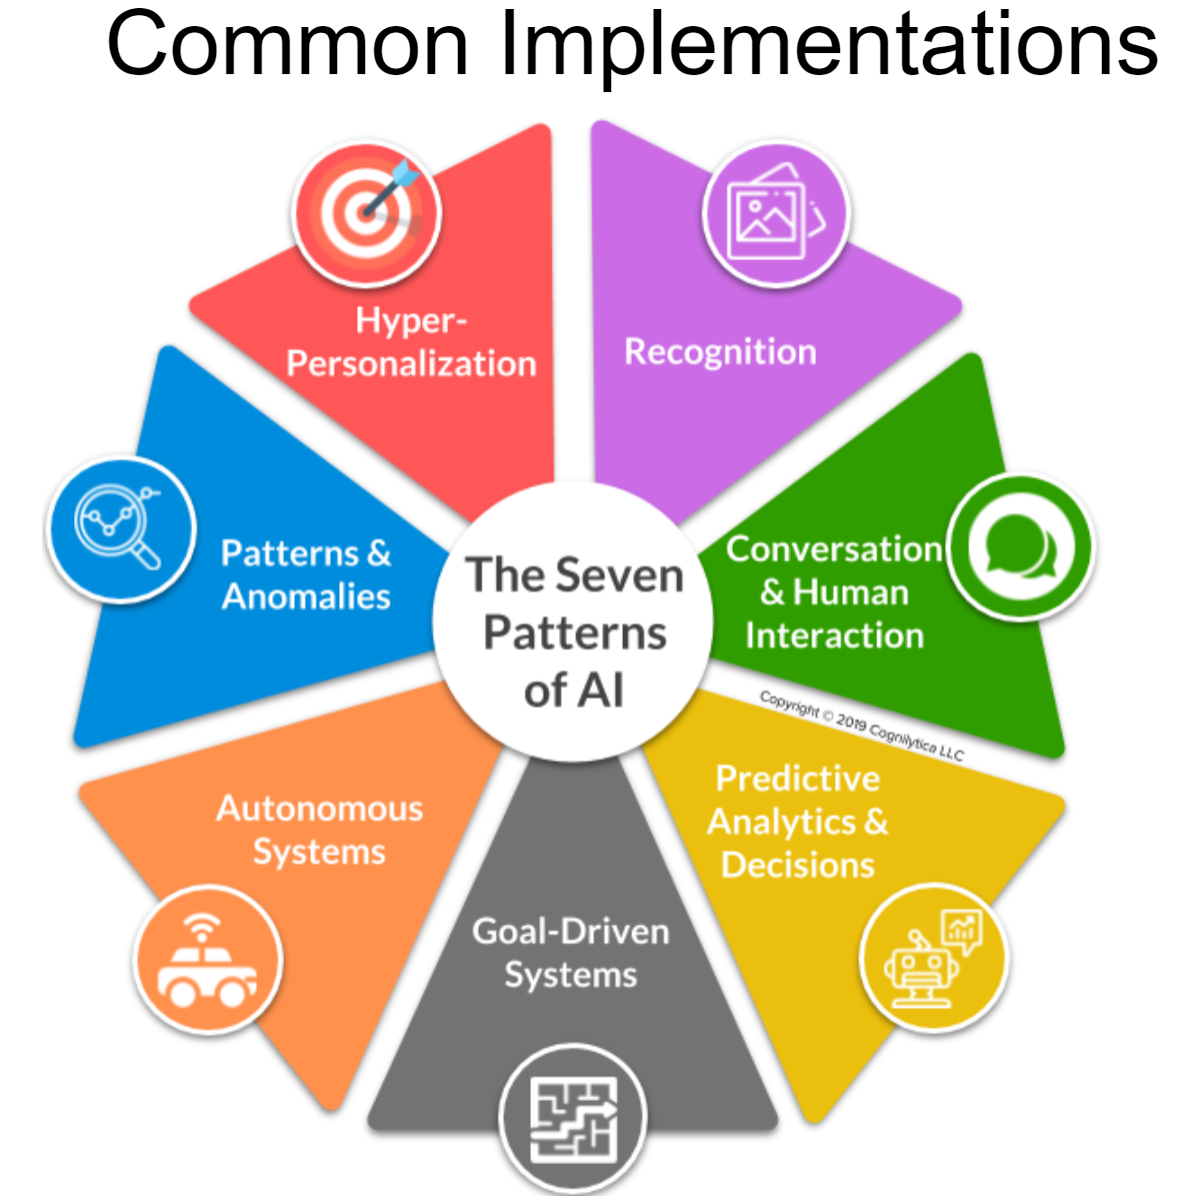 Common Implementations
Hyper-
Personalization
Recognition
Patterns &
Anomalies
The Seven
Patterns
of AI
Conversation
& Human
Interaction
Copyright © 2019 Cognilytica LLC
Autonomous
Systems
Predictive
Analytics &
Decisions
Goal-Driven
Systems